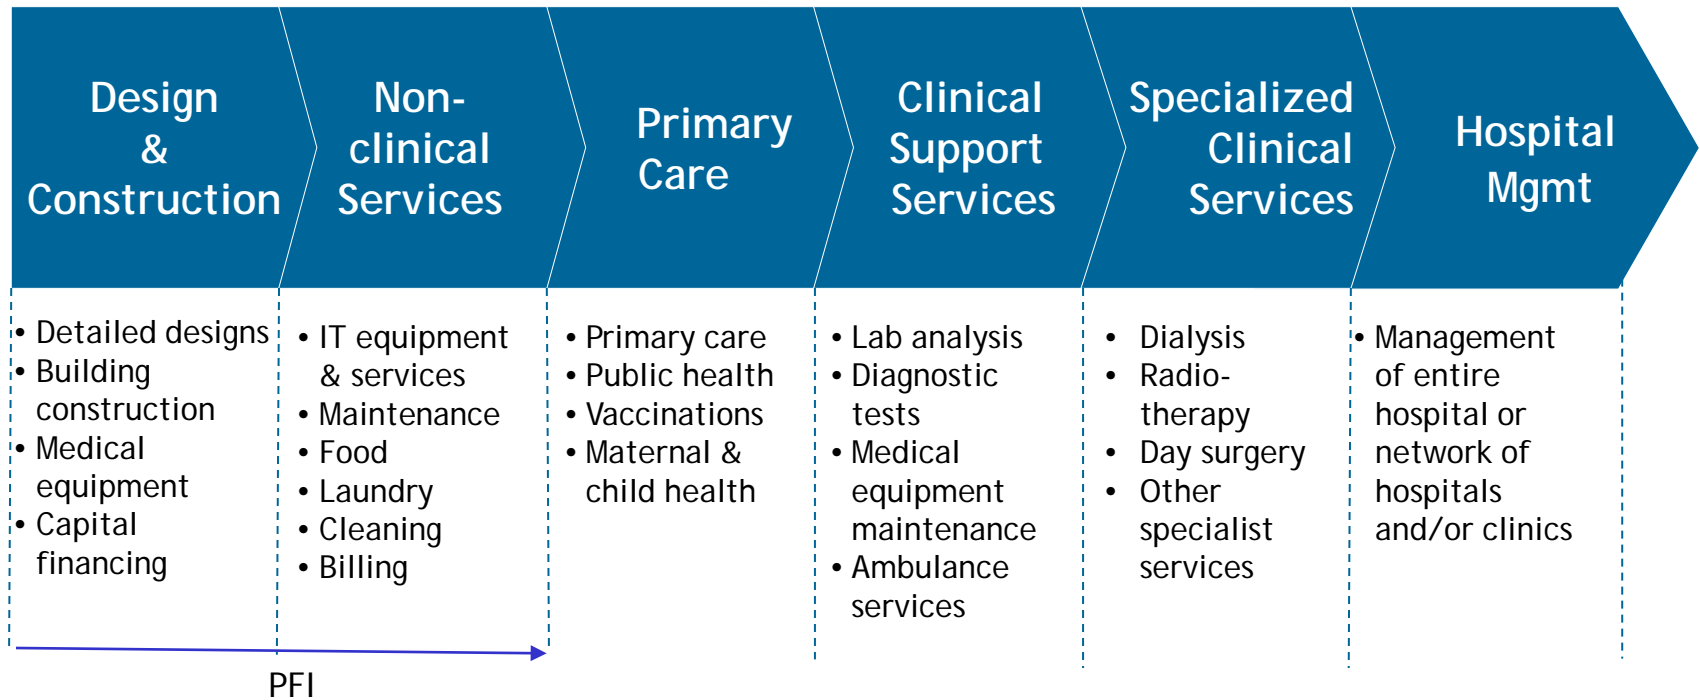 Design
&
Construction
Non-
clinical
Services
Primary
Care
Clinical
Support
Services
Specialized
Clinical
Services
Hospital
Mgmt
• Detailed designs
• Building
construction
• Medical
equipment
• Capital
financing
• IT equipment
& services
• Maintenance
• Food
• Laundry
• Cleaning
• Billing
• Primary care
• Public health
• Vaccinations
• Maternal &
child health
• Lab analysis
• Diagnostic
tests
• Medical
equipment
maintenance
• Ambulance
services
• Dialysis
• Radio-
therapy
• Day surgery
• Other
specialist
services
• Management
of entire
hospital or
network of
hospitals
and/or clinics
PFI